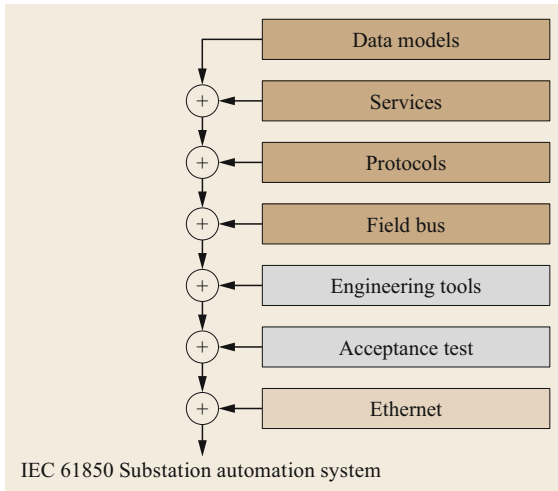 Data models
+ Services
+ Protocols
+ Field bus
+ Engineering tools
+ Acceptance test
+ Ethernet
IEC 61850 Substation automation system